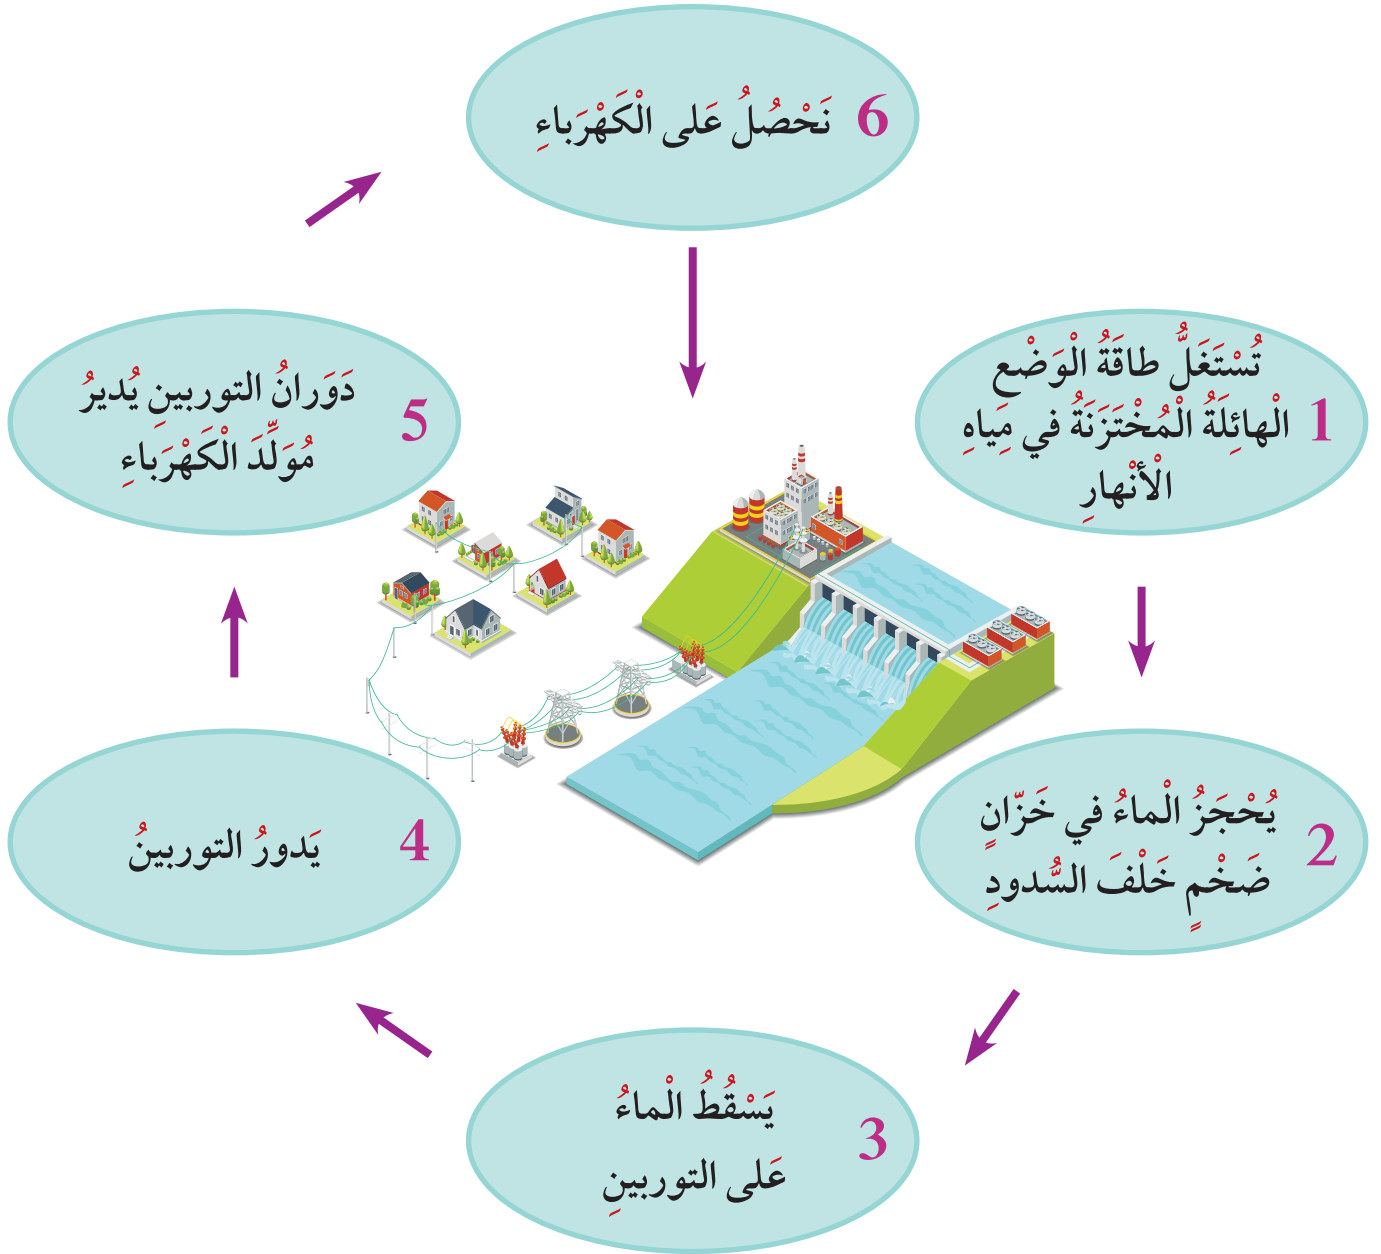 6 نَحْصُلُ عَلى الْكَهْرَباءِ
1
تُسْتَغَلُّ طاقَةُ الْوَضْعِ
الْهائِلَةُ الْمُخْتَزَنَةُ في مِياهِ
الْأنْهارِ
2
يُحْجَزُ الْماءُ في خَزّانٍ
ضَخْمٍ خَلْفَ السُّدودِ
3
يَسْقُطُ الْماءُ
عَلى التوربينِ
4 يَدورُ التوربينُ
5
دَوَرانُ التوربينِ يُديرُ
مُوَلِّدَ الْكَهْرَباءِ